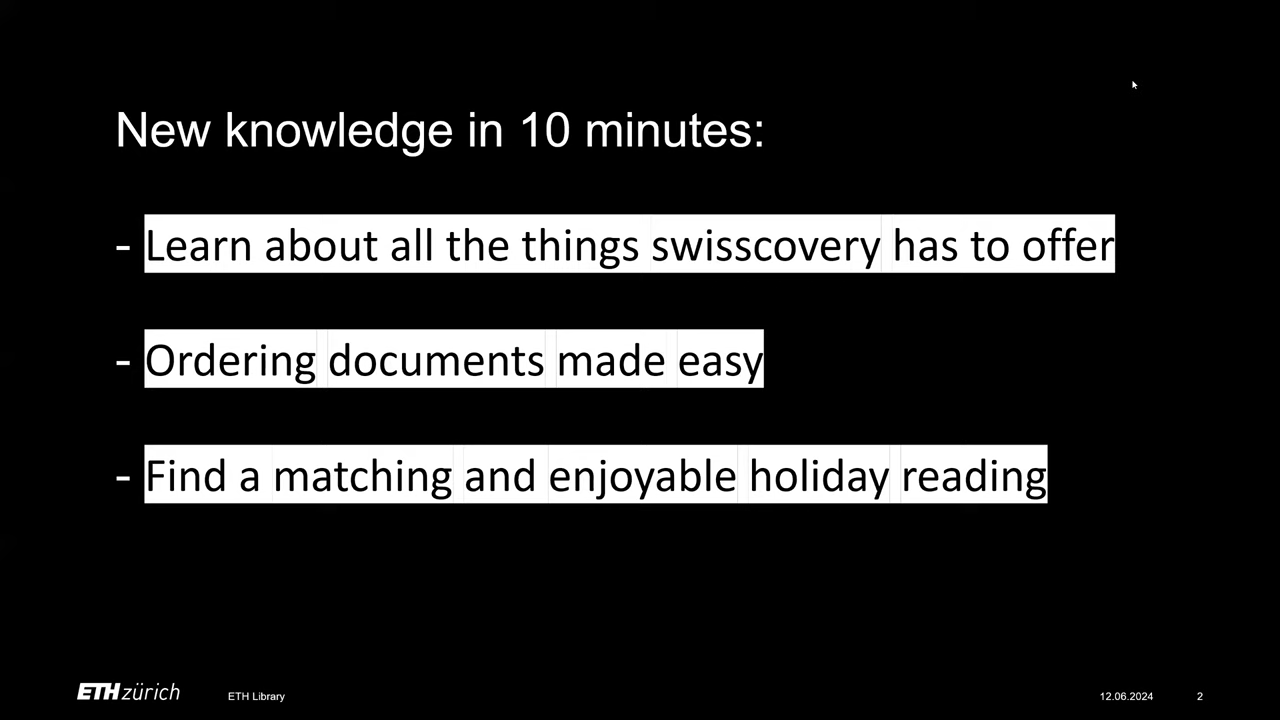 New knowledge in 10 minutes:
- Learn about all the things swisscovery has to offer
- Ordering documents made easy
- Find a matching and enjoyable holiday reading
ETH zürich
ETH Library
12.06.2024
2